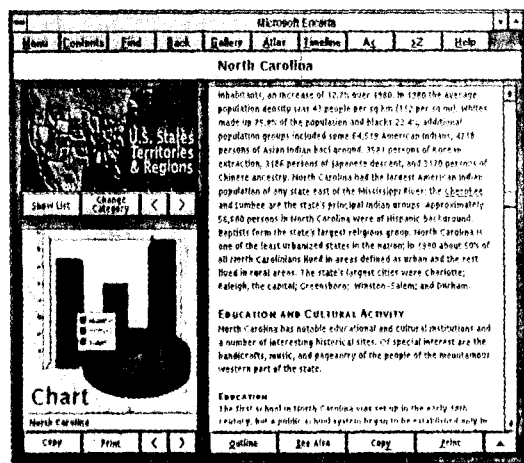 Microsoft Encarta
Menu Contents Find Back Gallery Atlas Timeline Help
North Carolina
U.S. States
Territories
& Regions
Show List Change Category < >
Chart
North Carolina
Copy Print < >
inhabitants, an increase of 12.7% over 1980. In 1990 the average
population density was 43 people per sq km (112 per sq mi). Whites
made up 75.6% of the population and blacks 22%, additional
population groups included some American Indians,
persons of Asian Indian background, persons of Korean
extraction, persons of Japanese descent, and persons of
Chinese ancestry. North Carolina had the largest American Indian
population of any state east of the Mississippi River; the Cherokee
and Lumbee are the state's principal Indian groups. Approximately
persons in North Carolina were of Hispanic background.
Baptists form the state's largest religious group. North Carolina is
one of the least urbanized states in the nation; in 1990 about 50% of
all North Carolinians lived in areas defined as urban and the rest
lived in rural areas. The state's largest cities were Charlotte;
Raleigh, the capital; Greensboro; Winston-Salem; and Durham.
EDUCATION AND CULTURAL ACTIVITY
North Carolina has notable educational and cultural institutions and
a number of interesting historical sites. Of special interest are the
handicrafts, music, and pageantry of the people of the mountainous
western part of the state.
EDUCATION
The first school in North Carolina was set up in the early 18th
century, but a public school system began to be established only in
Outline See Also Copy Print